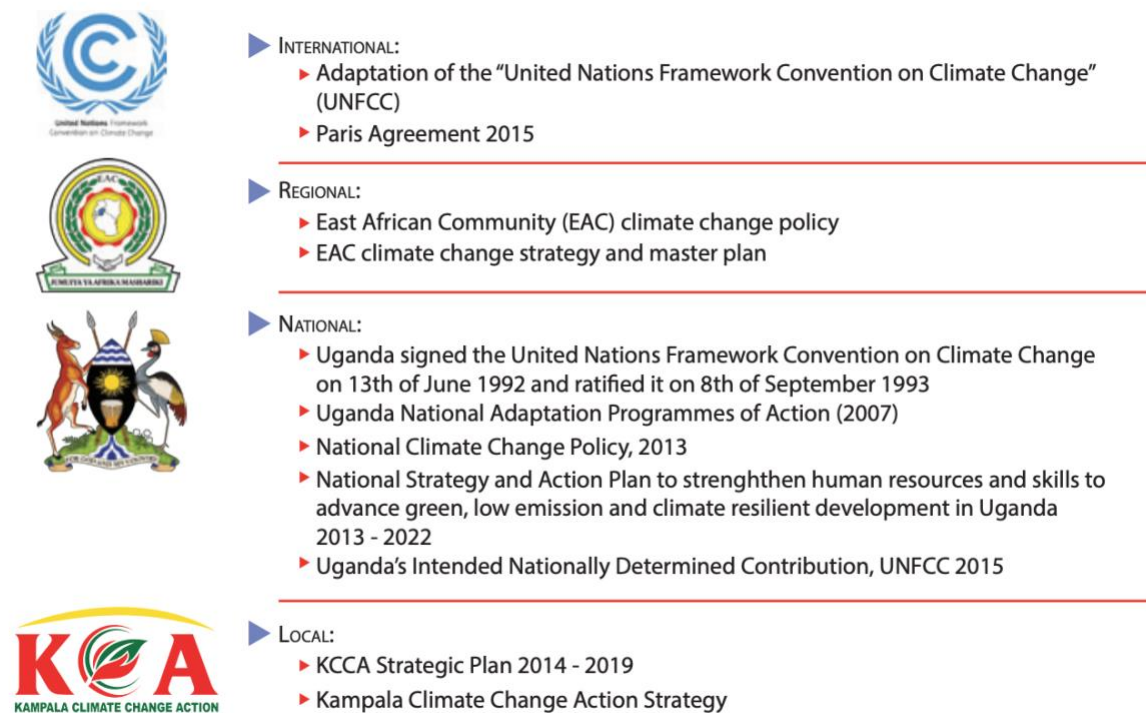 United Nations Framework
Convention on Climate Change
INTERNATIONAL:
Adaptation of the “United Nations Framework Convention on Climate Change”
(UNFCC)
Paris Agreement 2015
EAC
JUMUIYA YA AFRIKA MASHARIKI
REGIONAL:
East African Community (EAC) climate change policy
EAC climate change strategy and master plan
FOR GOD AND MY COUNTRY
NATIONAL:
Uganda signed the United Nations Framework Convention on Climate Change
on 13th of June 1992 and ratified it on 8th of September 1993
Uganda National Adaptation Programmes of Action (2007)
National Climate Change Policy, 2013
National Strategy and Action Plan to strenghthen human resources and skills to
advance green, low emission and climate resilient development in Uganda
2013 - 2022
Uganda’s Intended Nationally Determined Contribution, UNFCC 2015
KCCA
KAMPALA CLIMATE CHANGE ACTION
LOCAL:
KCCA Strategic Plan 2014 - 2019
Kampala Climate Change Action Strategy